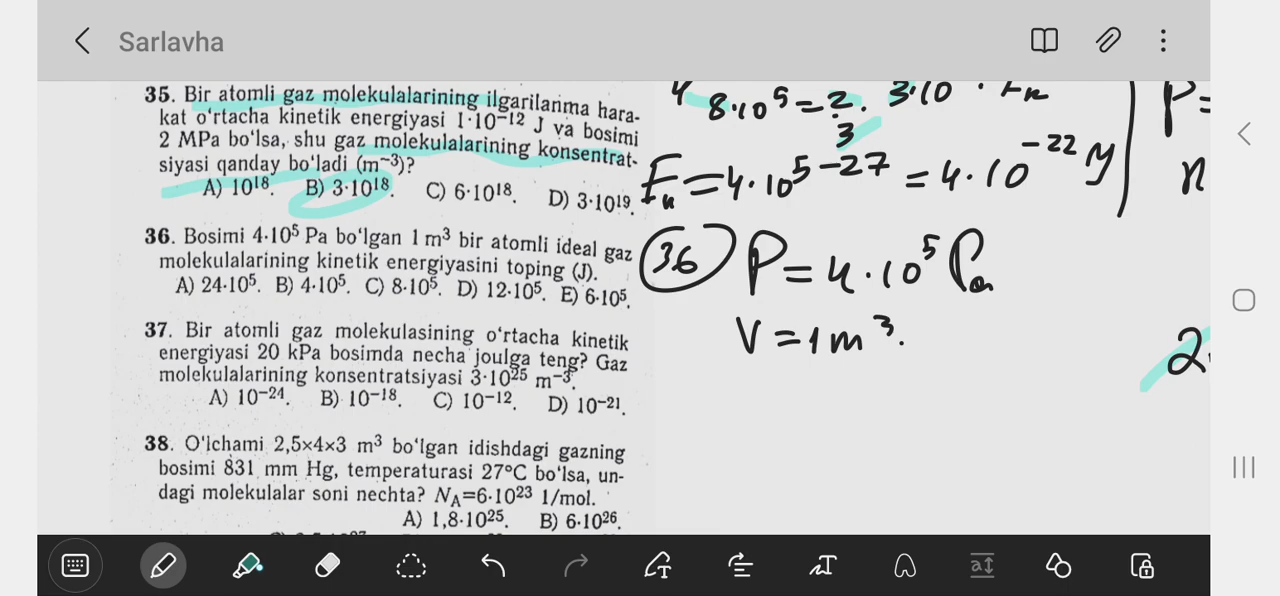 Sarlavha
35. Bir atomli gaz molekulalarining ilgarilanma hara-
kat o‘rtacha kinetik energiyasi 1·10⁻¹² J va bosimi
2 MPa bo‘lsa, shu gaz molekulalarining konsentrat-
siyasi qanday bo‘ladi (m⁻³)?
A) 10¹⁸. B) 3·10¹⁸. C) 6·10¹⁸. D) 3·10¹⁹.
36. Bosimi 4·10⁵ Pa bo‘lgan 1 m³ bir atomli ideal gaz
molekulalarining kinetik energiyasini toping (J).
A) 24·10⁵. B) 4·10⁵. C) 8·10⁵. D) 12·10⁵. E) 6·10⁵.
37. Bir atomli gaz molekulasining o‘rtacha kinetik
energiyasi 20 kPa bosimda necha joulga teng? Gaz
molekulalarining konsentratsiyasi 3·10²⁵ m⁻³.
A) 10⁻²⁴. B) 10⁻¹⁸. C) 10⁻¹². D) 10⁻²¹.
38. O‘lchami 2,5×4×3 m³ bo‘lgan idishdagi gazning
bosimi 831 mm Hg, temperaturasi 27°C bo‘lsa, un-
dagi molekulalar soni nechta? N_A=6·10²³ 1/mol.
A) 1,8·10²⁵. B) 6·10²⁶.
8·10⁵ = 2/3 · 3·10
= 4·10⁵⁻²⁷ = 4·10⁻²²
P=
n
36 P = 4·10⁵ Pa
V = 1 m³.
2